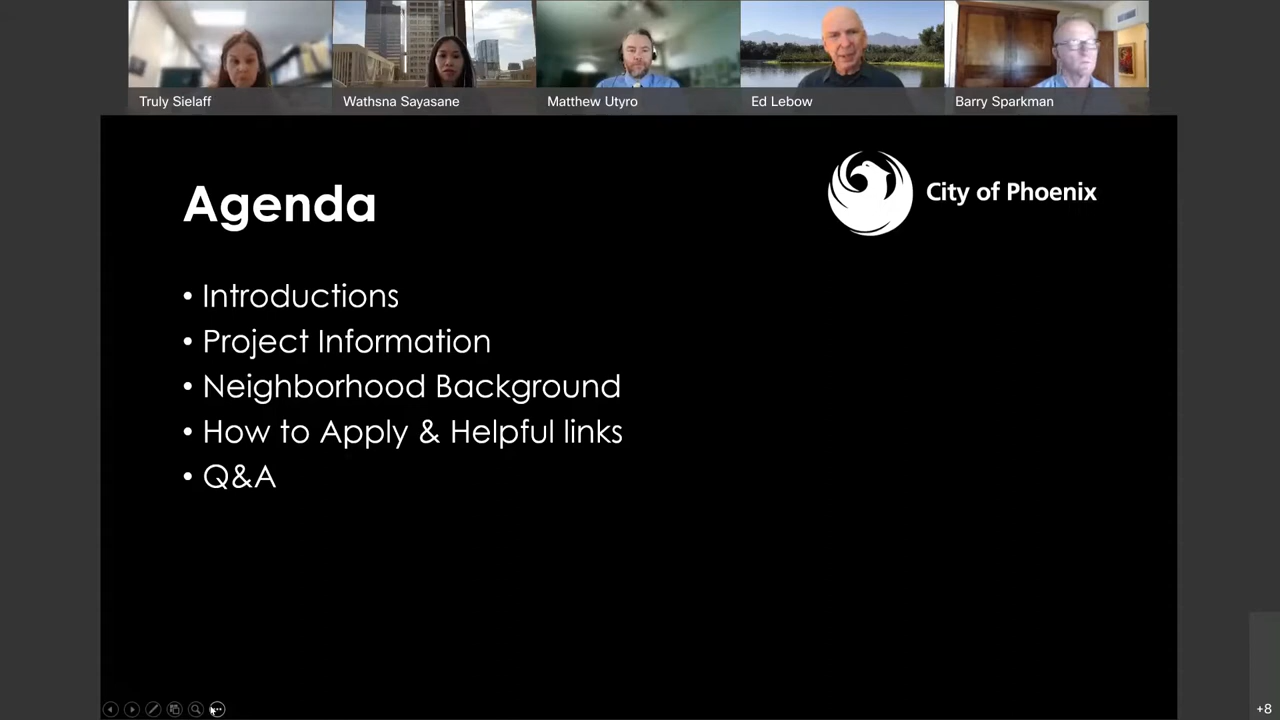 Truly Sielaff
Wathsna Sayasane
Matthew Utyro
Ed Lebow
Barry Sparkman
Agenda
City of Phoenix
• Introductions
• Project Information
• Neighborhood Background
• How to Apply & Helpful links
• Q&A
+8